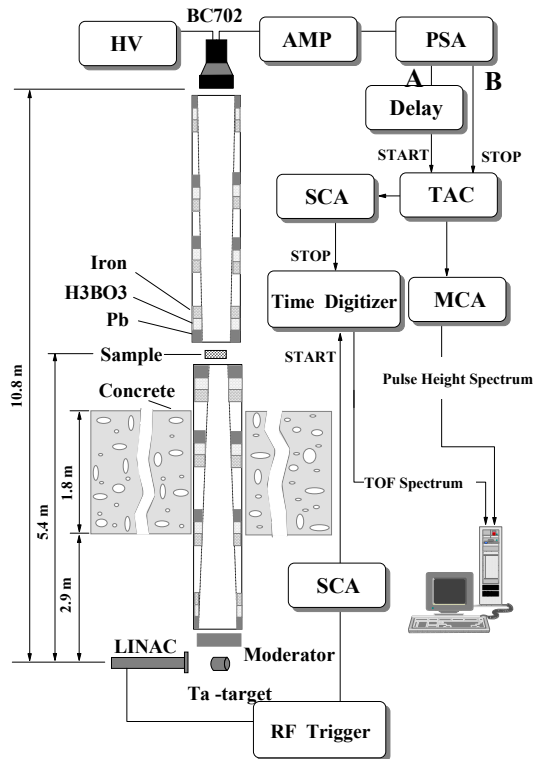 BC702
HV
AMP
PSA
A
B
Delay
START
STOP
SCA
TAC
STOP
Iron
H3BO3
Pb
Time Digitizer
MCA
START
Sample
Pulse Height Spectrum
Concrete
10.8 m
5.4 m
1.8 m
2.9 m
TOF Spectrum
SCA
LINAC
Moderator
Ta -target
RF Trigger